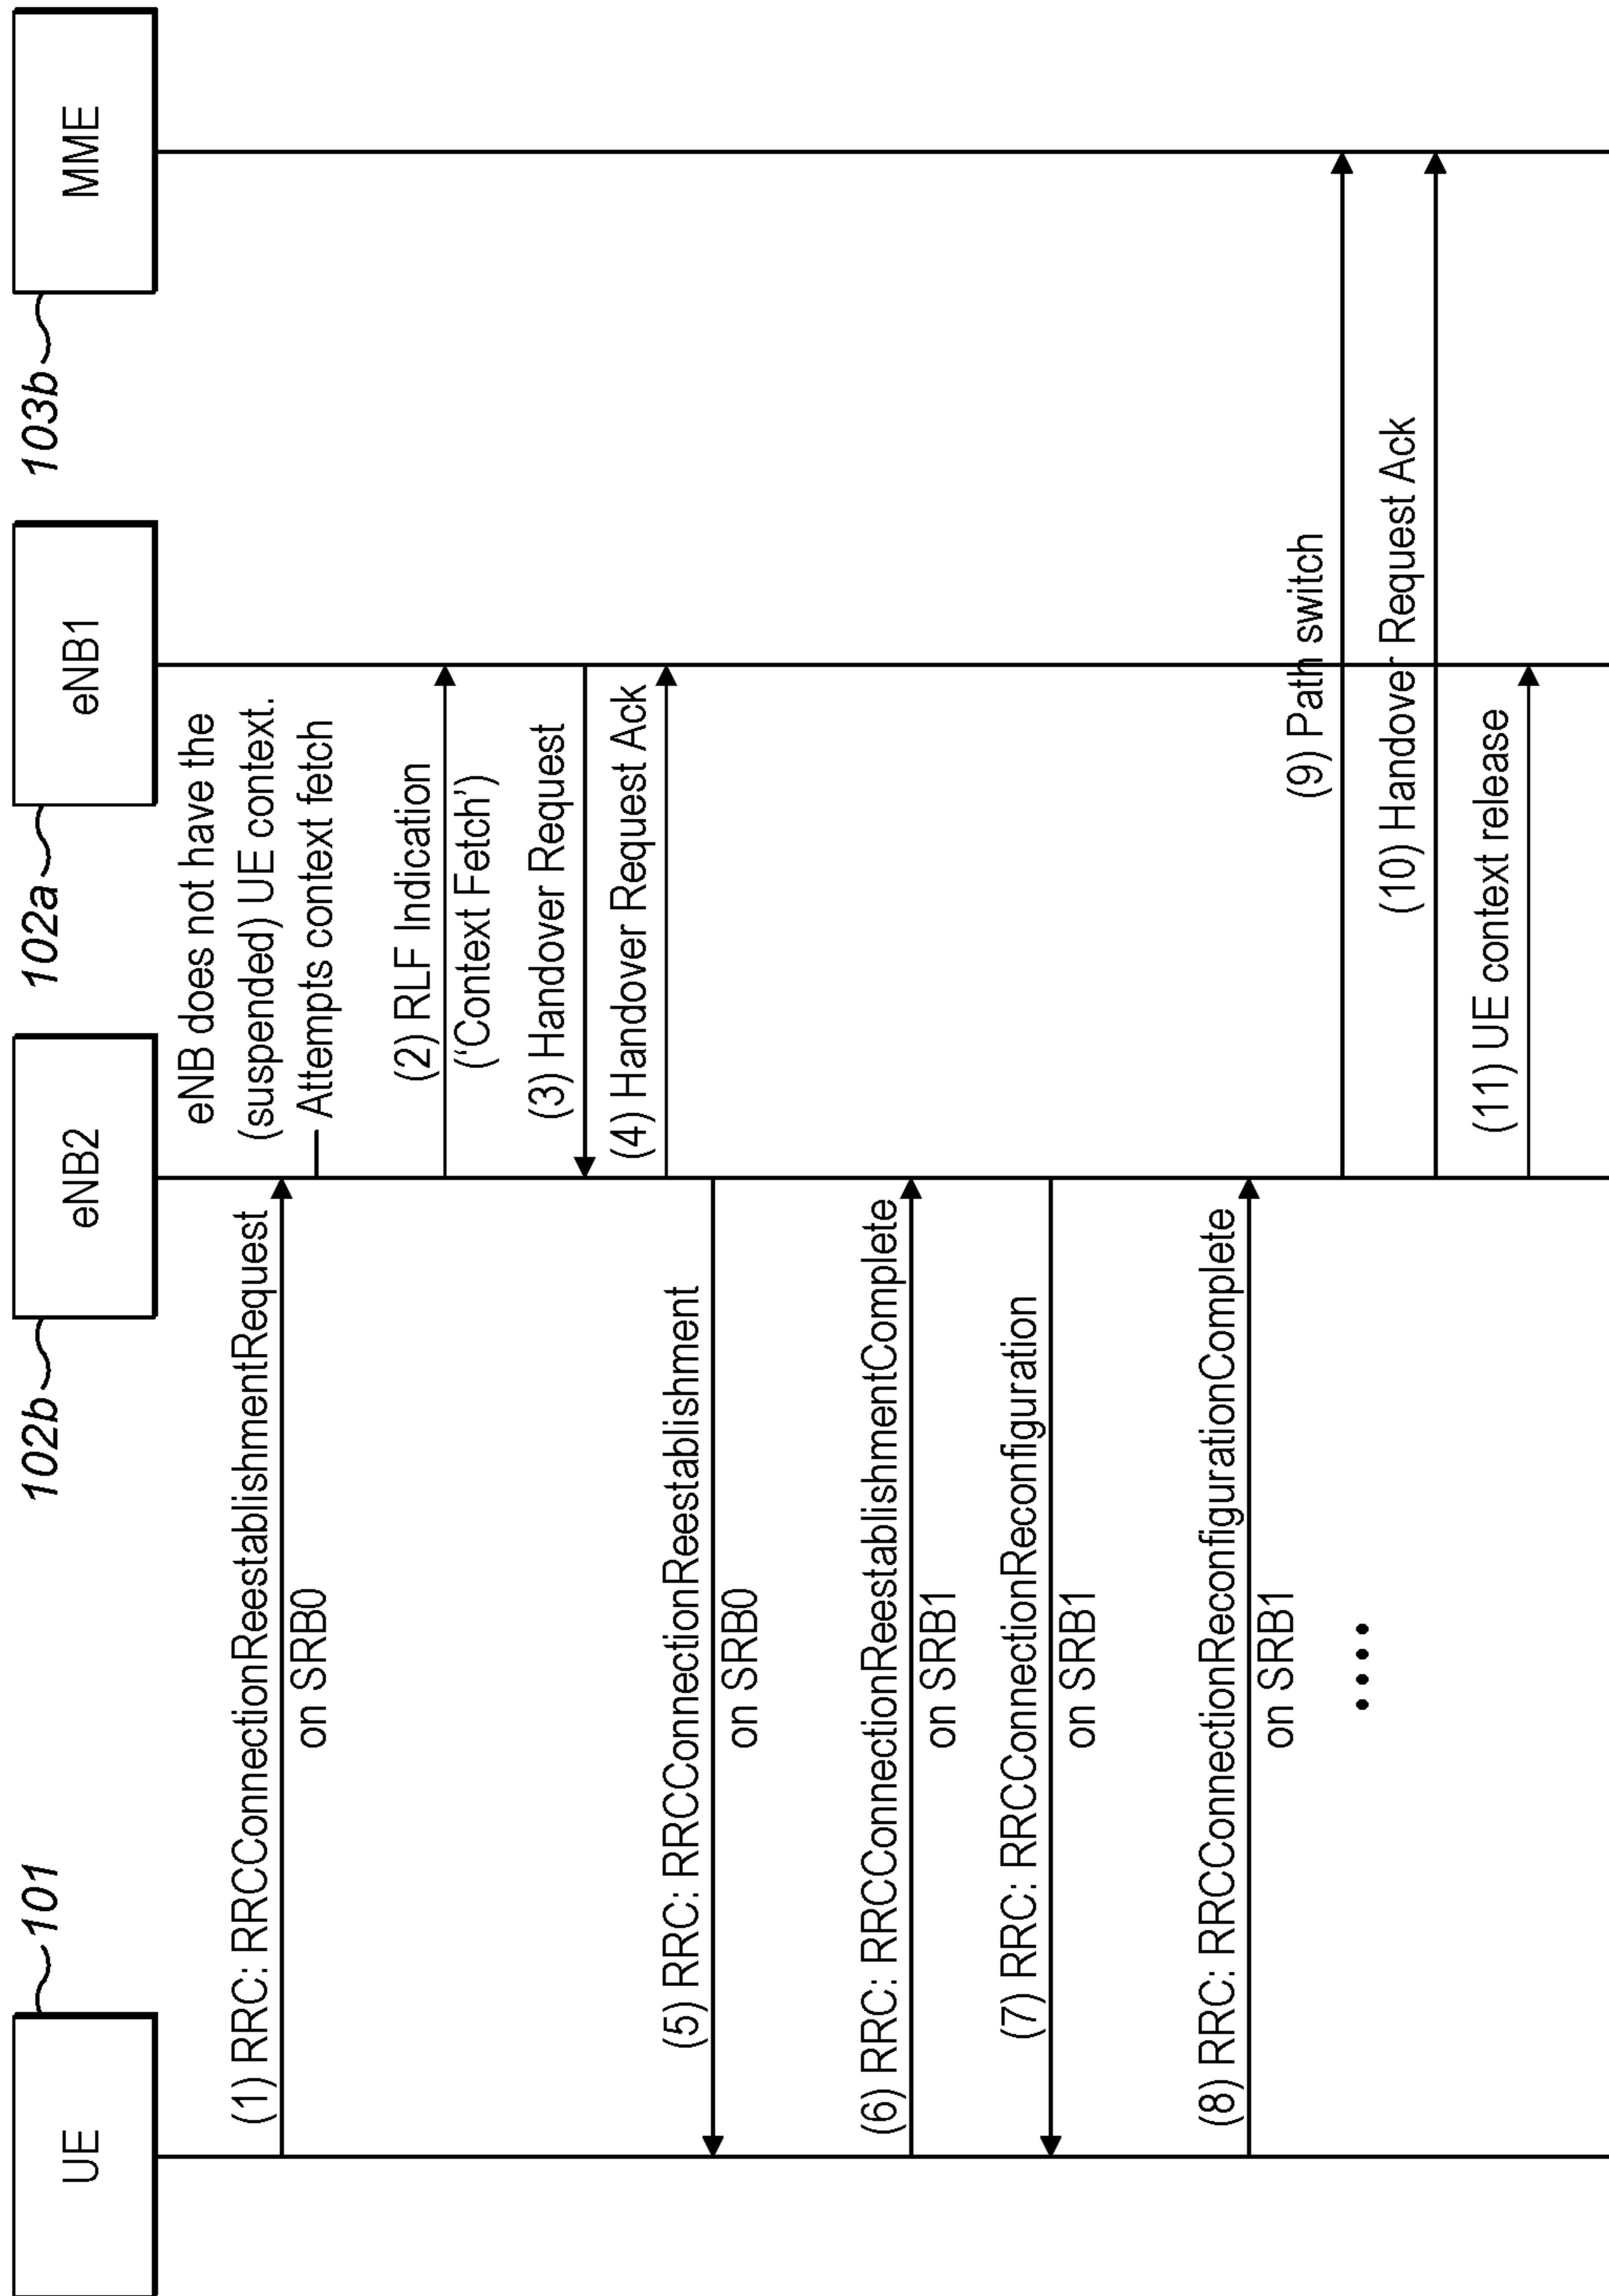 UE
101
eNB2
102b
eNB1
102a
MME
103b
(1) RRC: RRCConnectionReestablishmentRequest
on SRB0
eNB does not have the
(suspended) UE context.
Attempts context fetch
(2) RLF Indication
(‘Context Fetch’)
(3) Handover Request
(4) Handover Request Ack
(5) RRC: RRCConnectionReestablishment
on SRB0
(6) RRC: RRCConnectionReestablishmentComplete
on SRB1
(7) RRC: RRCConnectionReconfiguration
on SRB1
(8) RRC: RRCConnectionReconfigurationComplete
on SRB1
(9) Path switch
(10) Handover Request Ack
(11) UE context release